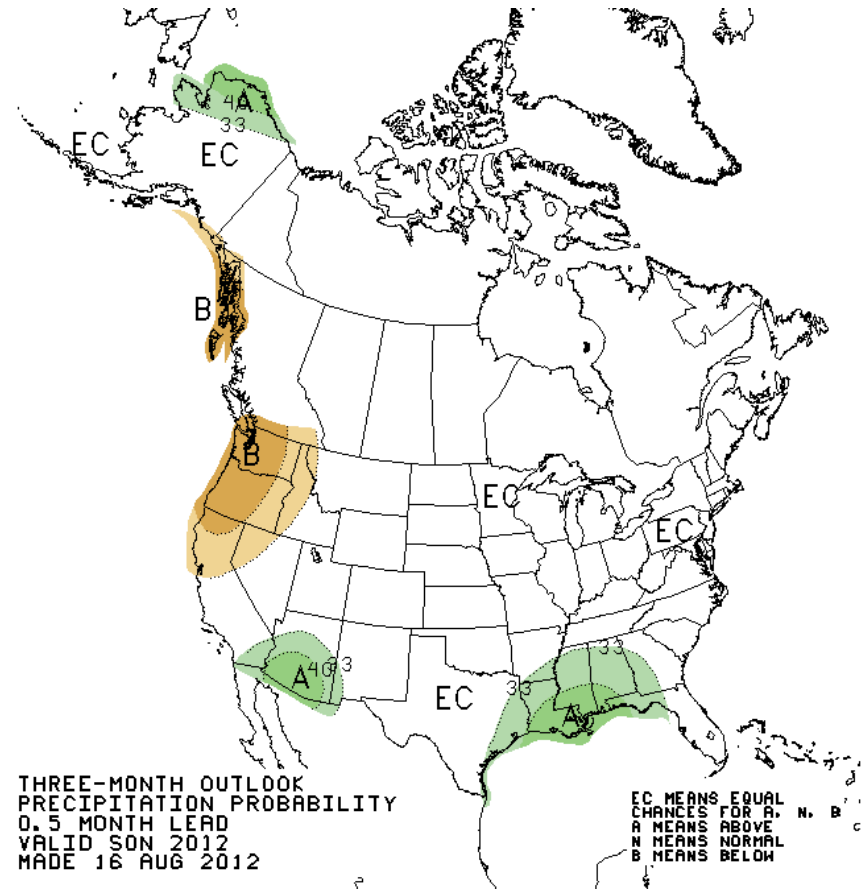 A
40
33
EC
EC
B
B
EC
EC
33
A
40
33
33
EC
A
THREE-MONTH OUTLOOK
PRECIPITATION PROBABILITY
0.5 MONTH LEAD
VALID SON 2012
MADE 16 AUG 2012
EC MEANS EQUAL
CHANCES FOR A, N, B
A MEANS ABOVE
N MEANS NORMAL
B MEANS BELOW